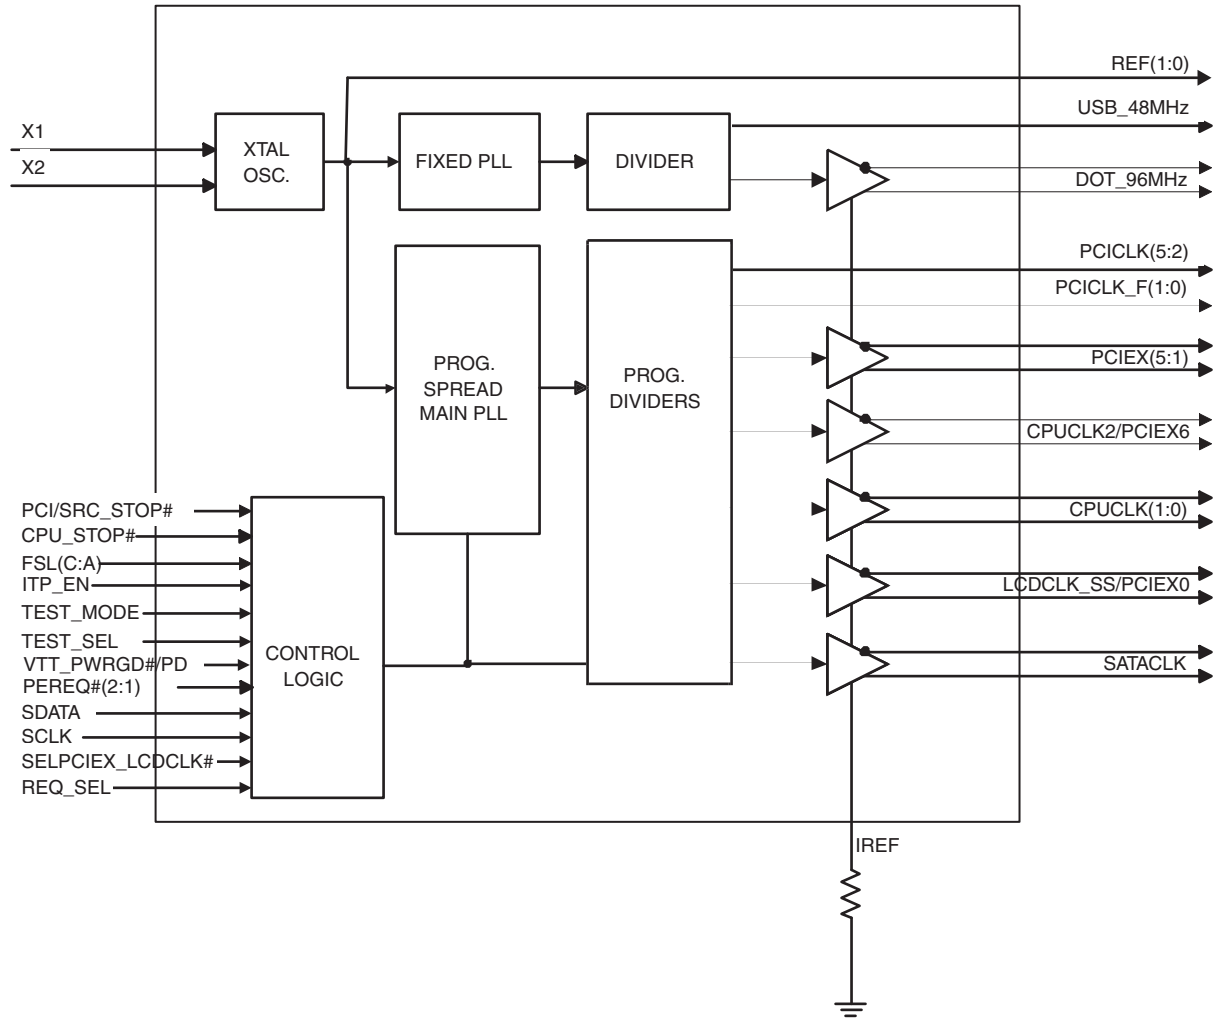 REF(1:0)
USB_48MHz
X1
X2
XTAL
OSC.
FIXED PLL
DIVIDER
DOT_96MHz
PCICLK(5:2)
PCICLK_F(1:0)
PROG.
SPREAD
MAIN PLL
PROG.
DIVIDERS
PCIEX(5:1)
CPUCLK2/PCIEX6
CPUCLK(1:0)
LCDCLK_SS/PCIEX0
SATACLK
PCI/SRC_STOP#
CPU_STOP#
FSL(C:A)
ITP_EN
TEST_MODE
TEST_SEL
VTT_PWRGD#/PD
PEREQ#(2:1)
SDATA
SCLK
SELPCIEX_LCDCLK#
REQ_SEL
CONTROL
LOGIC
IREF